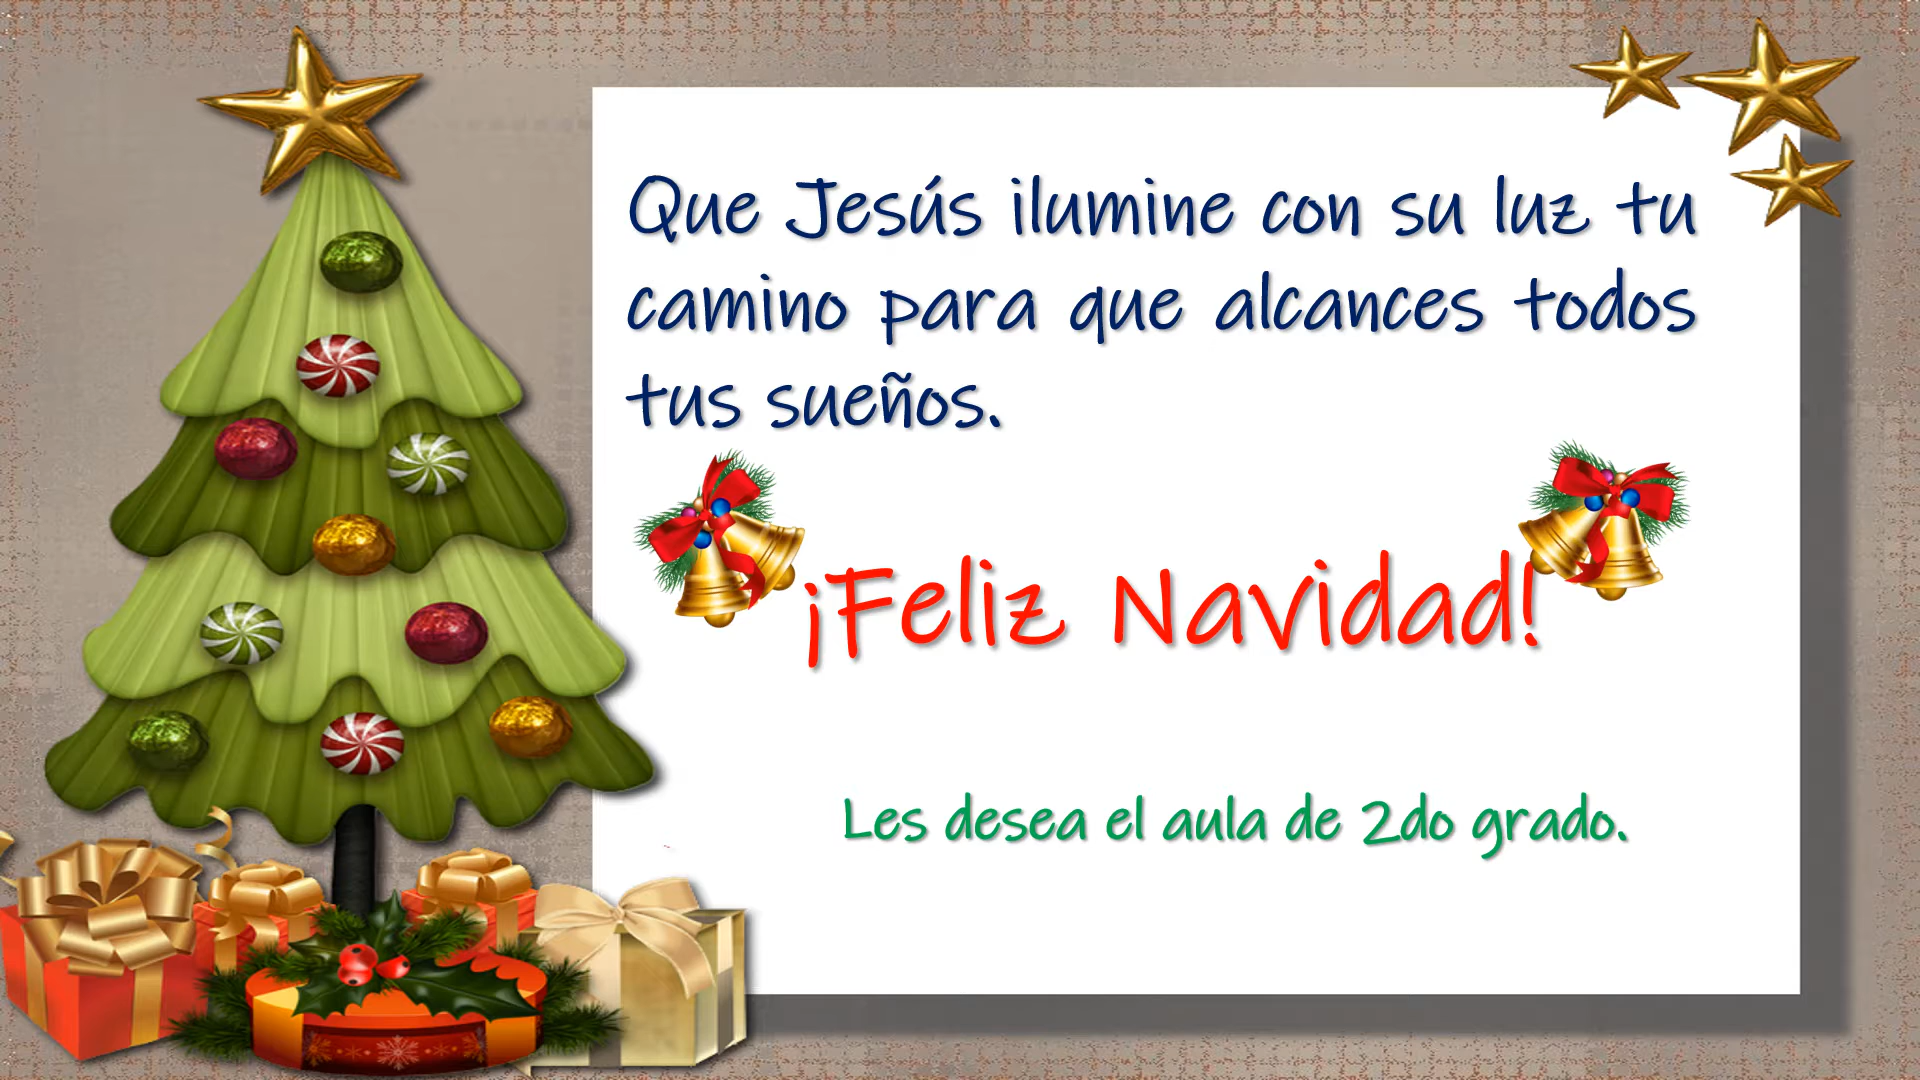 Que Jesús ilumine con su luz tu
camino para que alcances todos
tus sueños.
¡Feliz Navidad!
Les desea el aula de 2do grado.